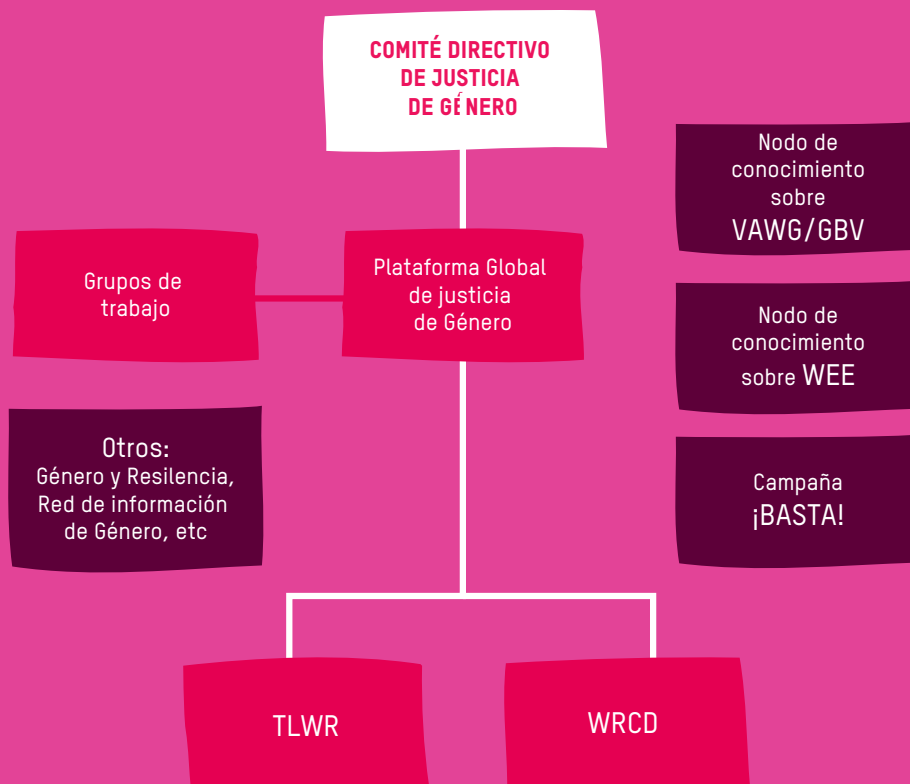 COMITÉ DIRECTIVO
DE JUSTICIA
DE GÉNERO
Nodo de
conocimiento
sobre
VAWG/GBV
Grupos de
trabajo
Plataforma Global
de justicia
de Género
Nodo de
conocimiento
sobre WEE
Otros:
Género y Resilencia,
Red de información
de Género, etc
Campaña
¡BASTA!
TLWR
WRCD